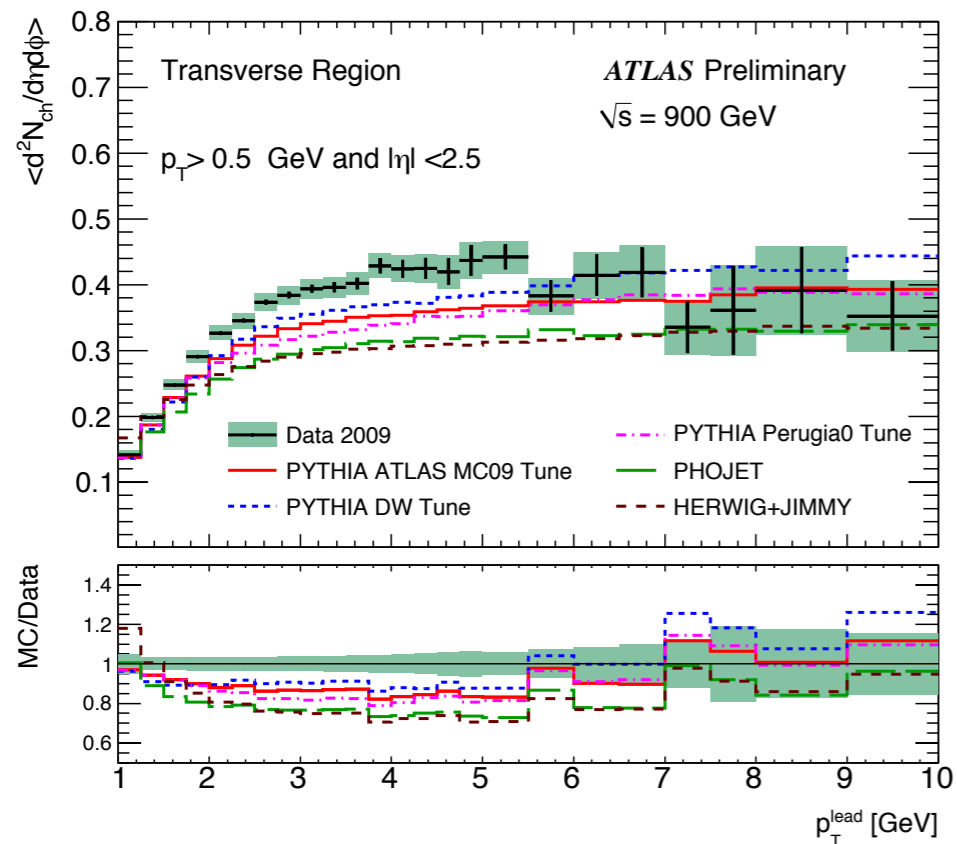 <d²N_ch/dηdϕ>
0.8
0.7
0.6
0.5
0.4
0.3
0.2
0.1
Transverse Region
ATLAS Preliminary
√s = 900 GeV
p_T> 0.5 GeV and |η| <2.5
Data 2009
PYTHIA ATLAS MC09 Tune
PYTHIA DW Tune
PYTHIA Perugia0 Tune
PHOJET
HERWIG+JIMMY
MC/Data
1.4
1.2
1
0.8
0.6
1 2 3 4 5 6 7 8 9 10
p_T^lead [GeV]